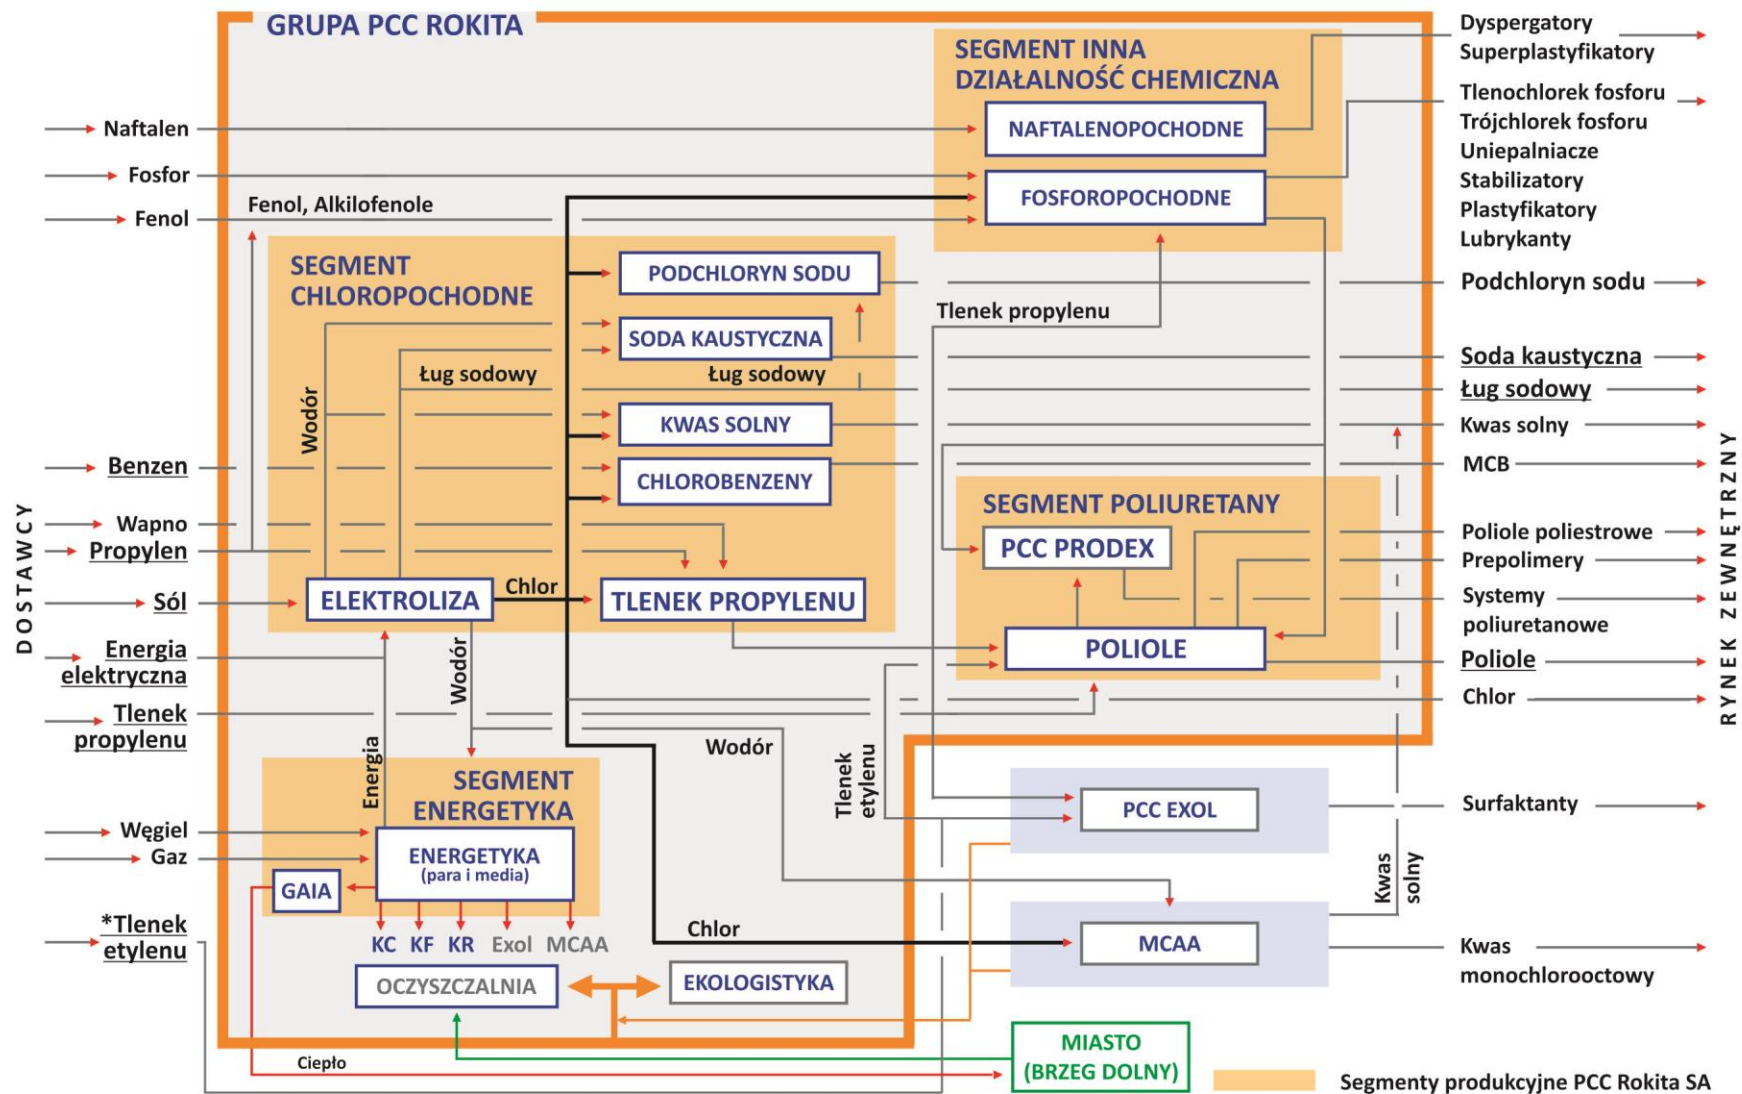 GRUPA PCC ROKITA
SEGMENT INNA
DZIAŁALNOŚĆ CHEMICZNA
NAFTALENOPOCHODNE
FOSFOROPOCHODNE
Dyspergatory
Superplastyfikatory
Tlenochlorek fosforu
Trójchlorek fosforu
Uniepalniacze
Stabilizatory
Plastyfikatory
Lubrykanty
Naftalen
Fosfor
Fenol
Fenol, Alkilofenole
SEGMENT
CHLOROPOCHODNE
PODCHLORYN SODU
SODA KAUSTYCZNA
Ług sodowy
Ług sodowy
Wodór
KWAS SOLNY
CHLOROBENZENY
Tlenek propylenu
Podchloryn sodu
Soda kaustyczna
Ług sodowy
Kwas solny
MCB
DOSTAWCY
Benzen
Wapno
Propylen
Sól
Energia
elektryczna
Tlenek
propylenu
ELEKTROLIZA
Chlor
TLENEK PROPYLENU
SEGMENT POLIURETANY
PCC PRODEX
POLIOLE
Poliole poliestrowe
Prepolimery
Systemy
poliuretanowe
Poliole
Chlor
RYNEK ZEWNĘTRZNY
Wodór
Wodór
Energia
Tlenek
etylenu
SEGMENT
ENERGETYKA
Węgiel
Gaz
ENERGETYKA
(para i media)
GAIA
KC
KF
KR
Exol
MCAA
*Tlenek
etylenu
Chlor
PCC EXOL
Surfaktanty
Kwas
solny
MCAA
Kwas
monochlorooctowy
OCZYSZCZALNIA
EKOLOGISTYKA
Ciepło
MIASTO
(BRZEG DOLNY)
Segmenty produkcyjne PCC Rokita SA